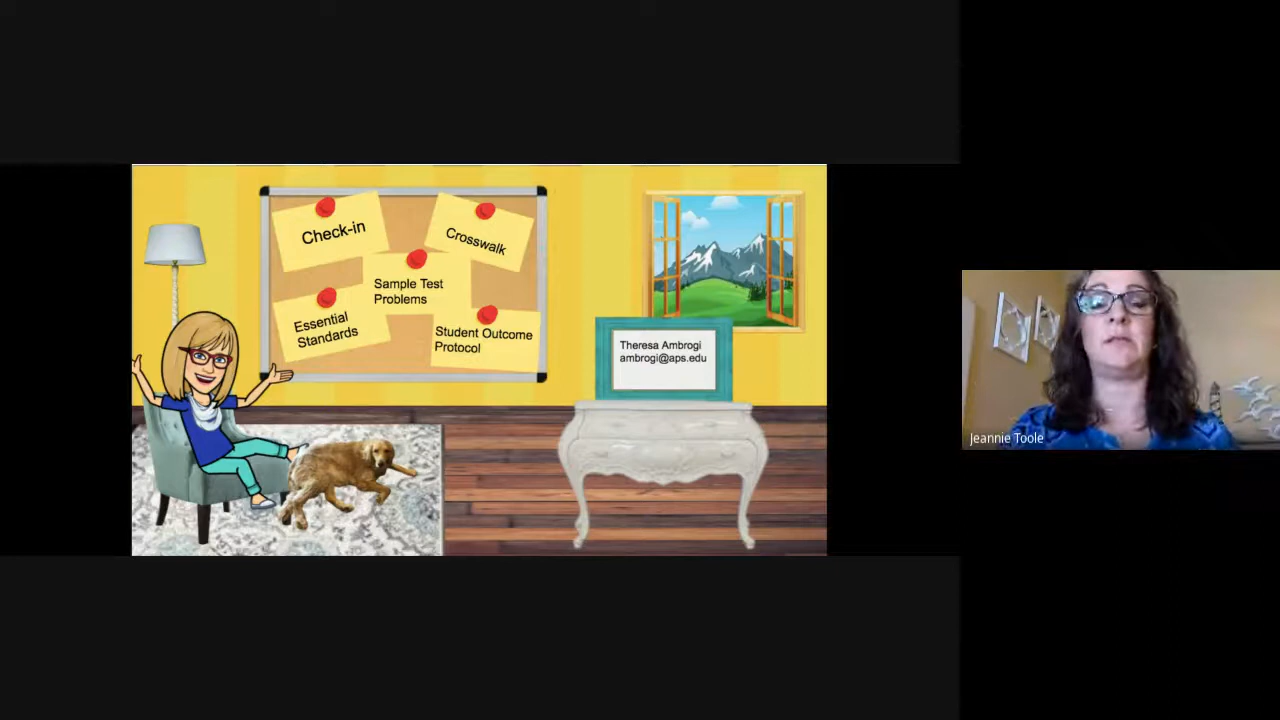 Check-in
Crosswalk
Sample Test
Problems
Essential
Standards
Student Outcome
Protocol
Theresa Ambrogi
ambrogi@aps.edu
Jeannie Toole